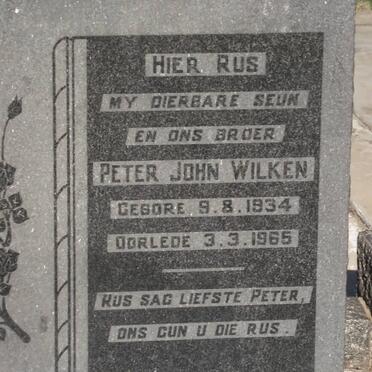 HIER RUS
MY DIERBARE SEUN
EN ONS BROER
PETER JOHN WILKEN
GEBORE 9.8.1934
OORLEDE 3.3.1965
RUS SAG LIEFSTE PETER,
ONS GUN U DIE RUS.